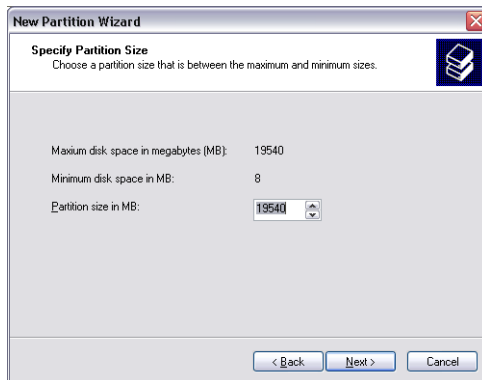 New Partition Wizard
Specify Partition Size
Choose a partition size that is between the maximum and minimum sizes.
Maxium disk space in megabytes (MB): 19540
Minimum disk space in MB: 8
Partition size in MB: 19540
< Back Next > Cancel